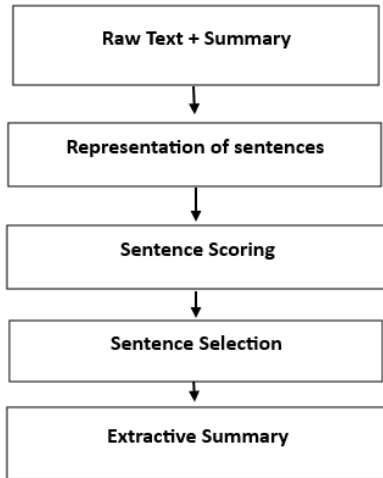 Raw Text + Summary
Representation of sentences
Sentence Scoring
Sentence Selection
Extractive Summary